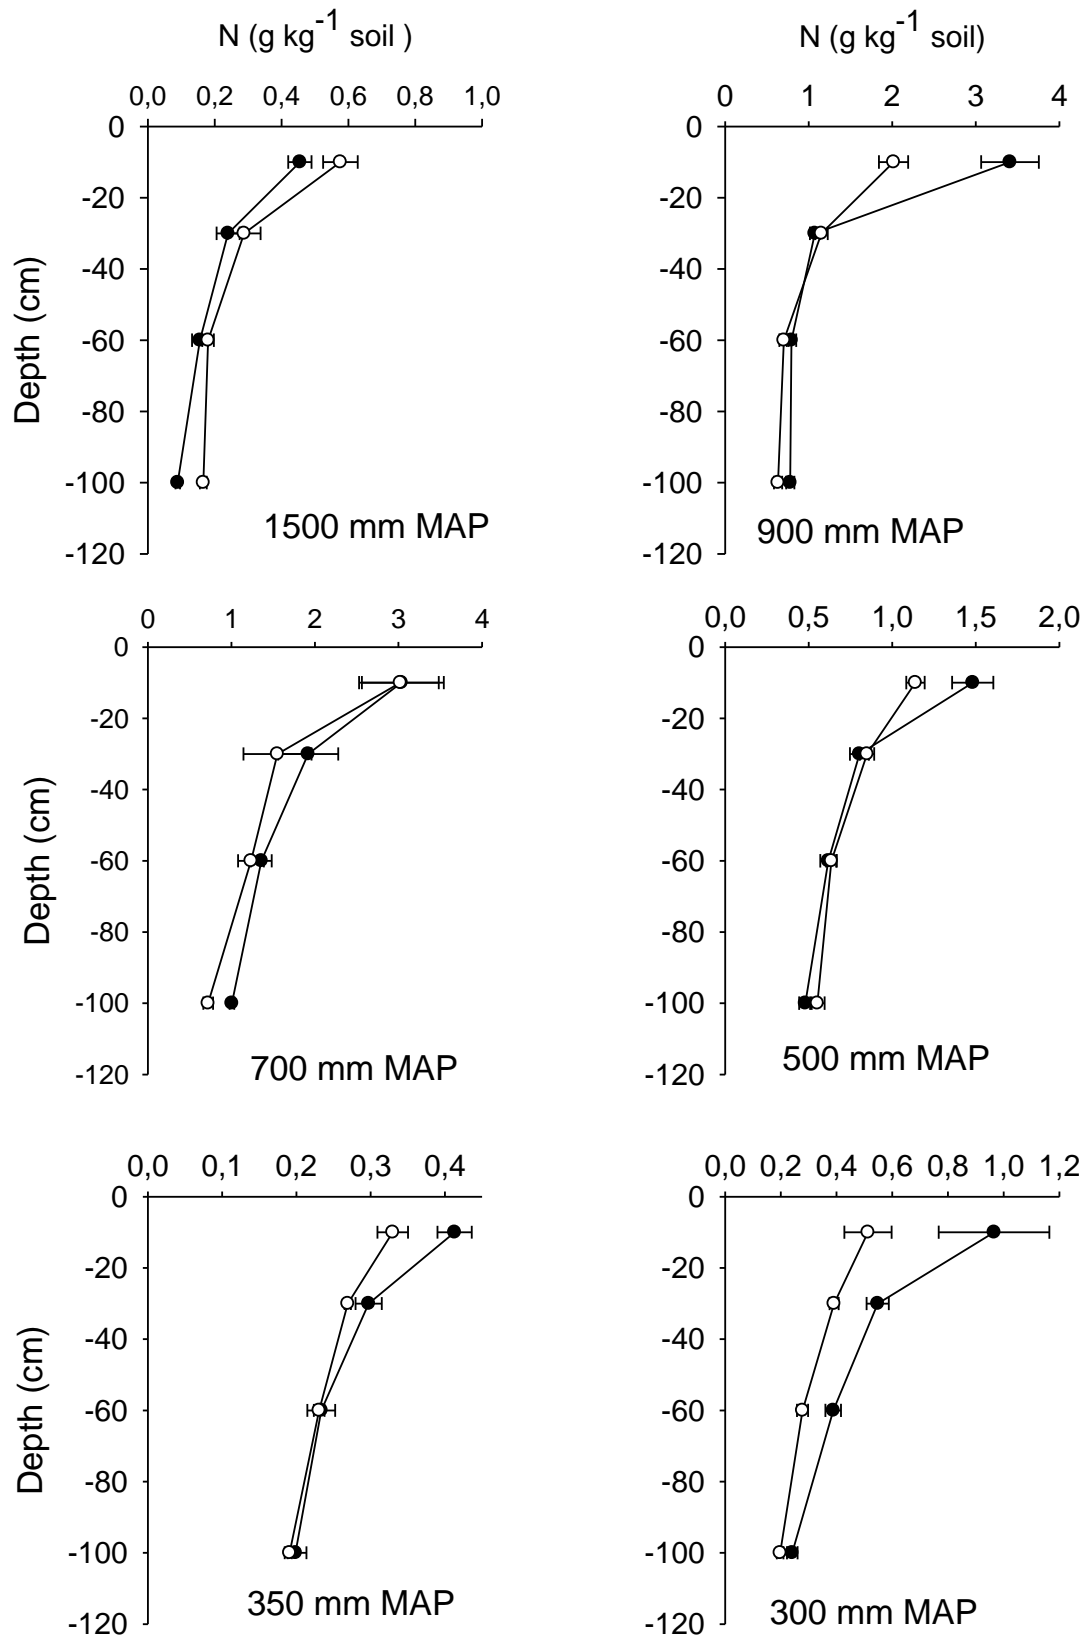 N (g kg-1 soil )
0,0 0,2 0,4 0,6 0,8 1,0
0
-20
-40
-60
-80
-100
-120
Depth (cm)
1500 mm MAP
N (g kg-1 soil)
0 1 2 3 4
0
-20
-40
-60
-80
-100
-120
900 mm MAP
0 1 2 3 4
0
-20
-40
-60
-80
-100
-120
Depth (cm)
700 mm MAP
0,0 0,5 1,0 1,5 2,0
0
-20
-40
-60
-80
-100
-120
500 mm MAP
0,0 0,1 0,2 0,3 0,4
0
-20
-40
-60
-80
-100
-120
Depth (cm)
350 mm MAP
0,0 0,2 0,4 0,6 0,8 1,0 1,2
0
-20
-40
-60
-80
-100
-120
300 mm MAP